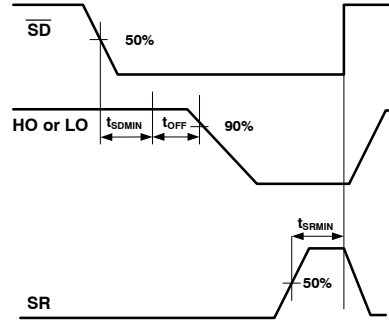 SD
50%
HO or LO
tSDMIN
tOFF
90%
tSRMIN
50%
SR